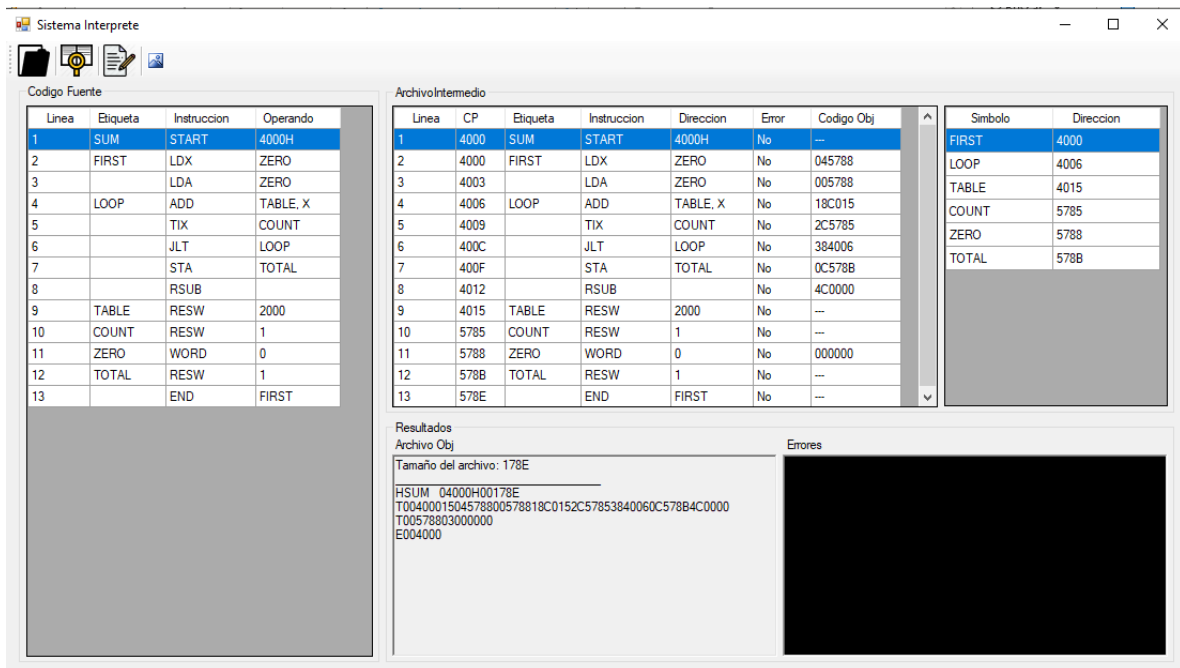 Sistema Interprete
Codigo Fuente
Linea Etiqueta Instruccion Operando
1 SUM START 4000H
2 FIRST LDX ZERO
3 LDA ZERO
4 LOOP ADD TABLE, X
5 TIX COUNT
6 JLT LOOP
7 STA TOTAL
8 RSUB
9 TABLE RESW 2000
10 COUNT RESW 1
11 ZERO WORD 0
12 TOTAL RESW 1
13 END FIRST
ArchivoIntermedio
Linea CP Etiqueta Instruccion Direccion Error Codigo Obj
1 4000 SUM START 4000H No ---
2 4000 FIRST LDX ZERO No 045788
3 4003 LDA ZERO No 005788
4 4006 LOOP ADD TABLE, X No 18C015
5 4009 TIX COUNT No 2C5785
6 400C JLT LOOP No 384006
7 400F STA TOTAL No 0C578B
8 4012 RSUB No 4C0000
9 4015 TABLE RESW 2000 No ---
10 5785 COUNT RESW 1 No ---
11 5788 ZERO WORD 0 No 000000
12 578B TOTAL RESW 1 No ---
13 578E END FIRST No ---
Simbolo Direccion
FIRST 4000
LOOP 4006
TABLE 4015
COUNT 5785
ZERO 5788
TOTAL 578B
Resultados
Archivo Obj
Tamaño del archivo: 178E
HSUM 04000H00178E
T0040001504578800578818C0152C57853840060C578B4C0000
T00578803000000
E004000
Errores